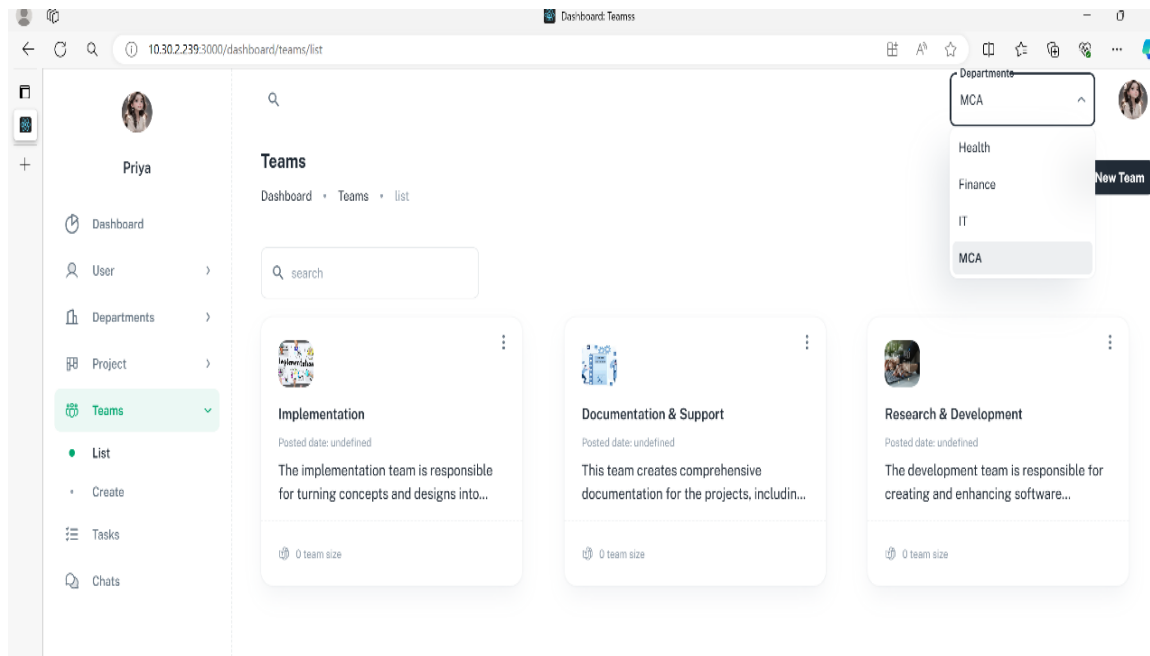 Dashboard: Teamss
10.30.2.239:3000/dashboard/teams/list
Priya
Dashboard
User
Departments
Project
Teams
List
Create
Tasks
Chats
Departments
MCA
Health
Finance
IT
MCA
Teams
Dashboard • Teams • list
New Team
search
Implementation
Posted date: undefined
The implementation team is responsible
for turning concepts and designs into...
0 team size
Documentation & Support
Posted date: undefined
This team creates comprehensive
documentation for the projects, includin...
0 team size
Research & Development
Posted date: undefined
The development team is responsible for
creating and enhancing software...
0 team size